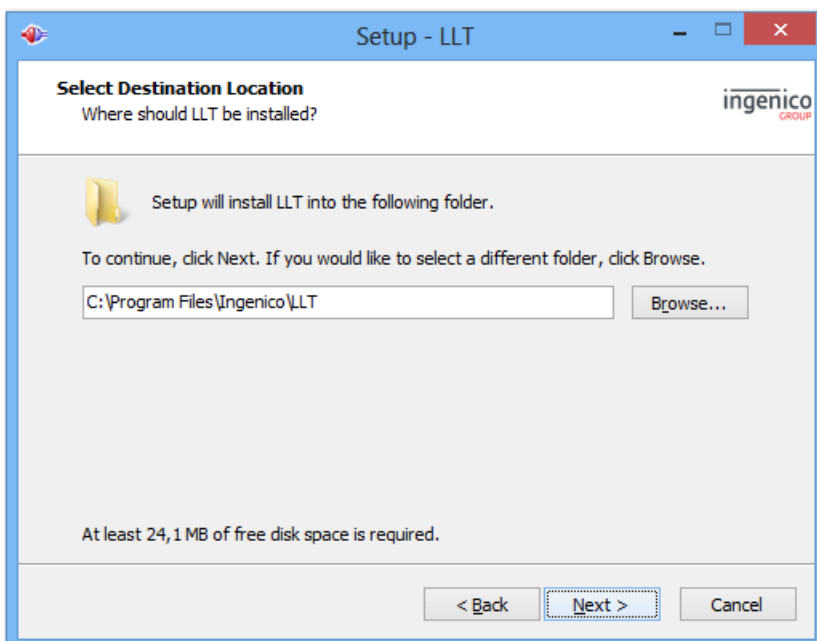 Setup - LLT
Select Destination Location
Where should LLT be installed?
ingenico
GROUP
Setup will install LLT into the following folder.
To continue, click Next. If you would like to select a different folder, click Browse.
C:\Program Files\Ingenico\LLT
Browse...
At least 24,1 MB of free disk space is required.
< Back
Next >
Cancel